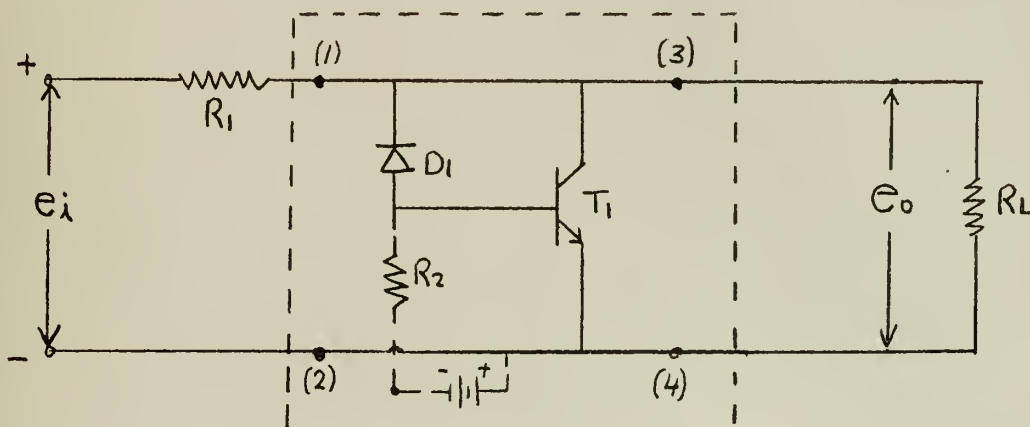 + (1) (3)
R1
D1
ei T1 eo RL
R2
- + 
- (2) (4)